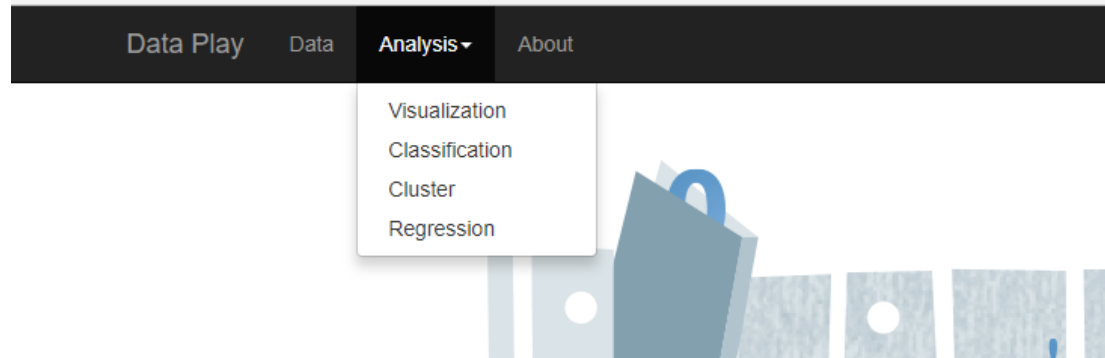 Data Play Data Analysis About
Visualization
Classification
Cluster
Regression